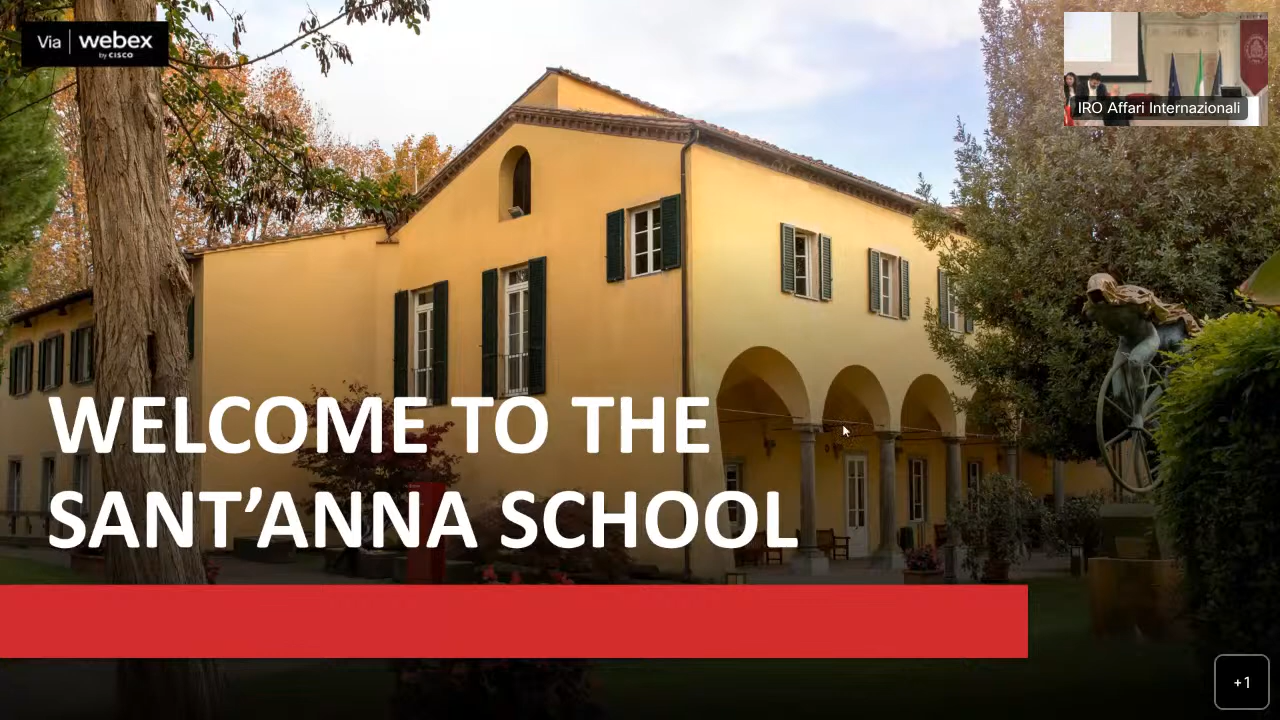 Via webex
by CISCO
IRO Affari Internazionali
WELCOME TO THE
SANT’ANNA SCHOOL
+1